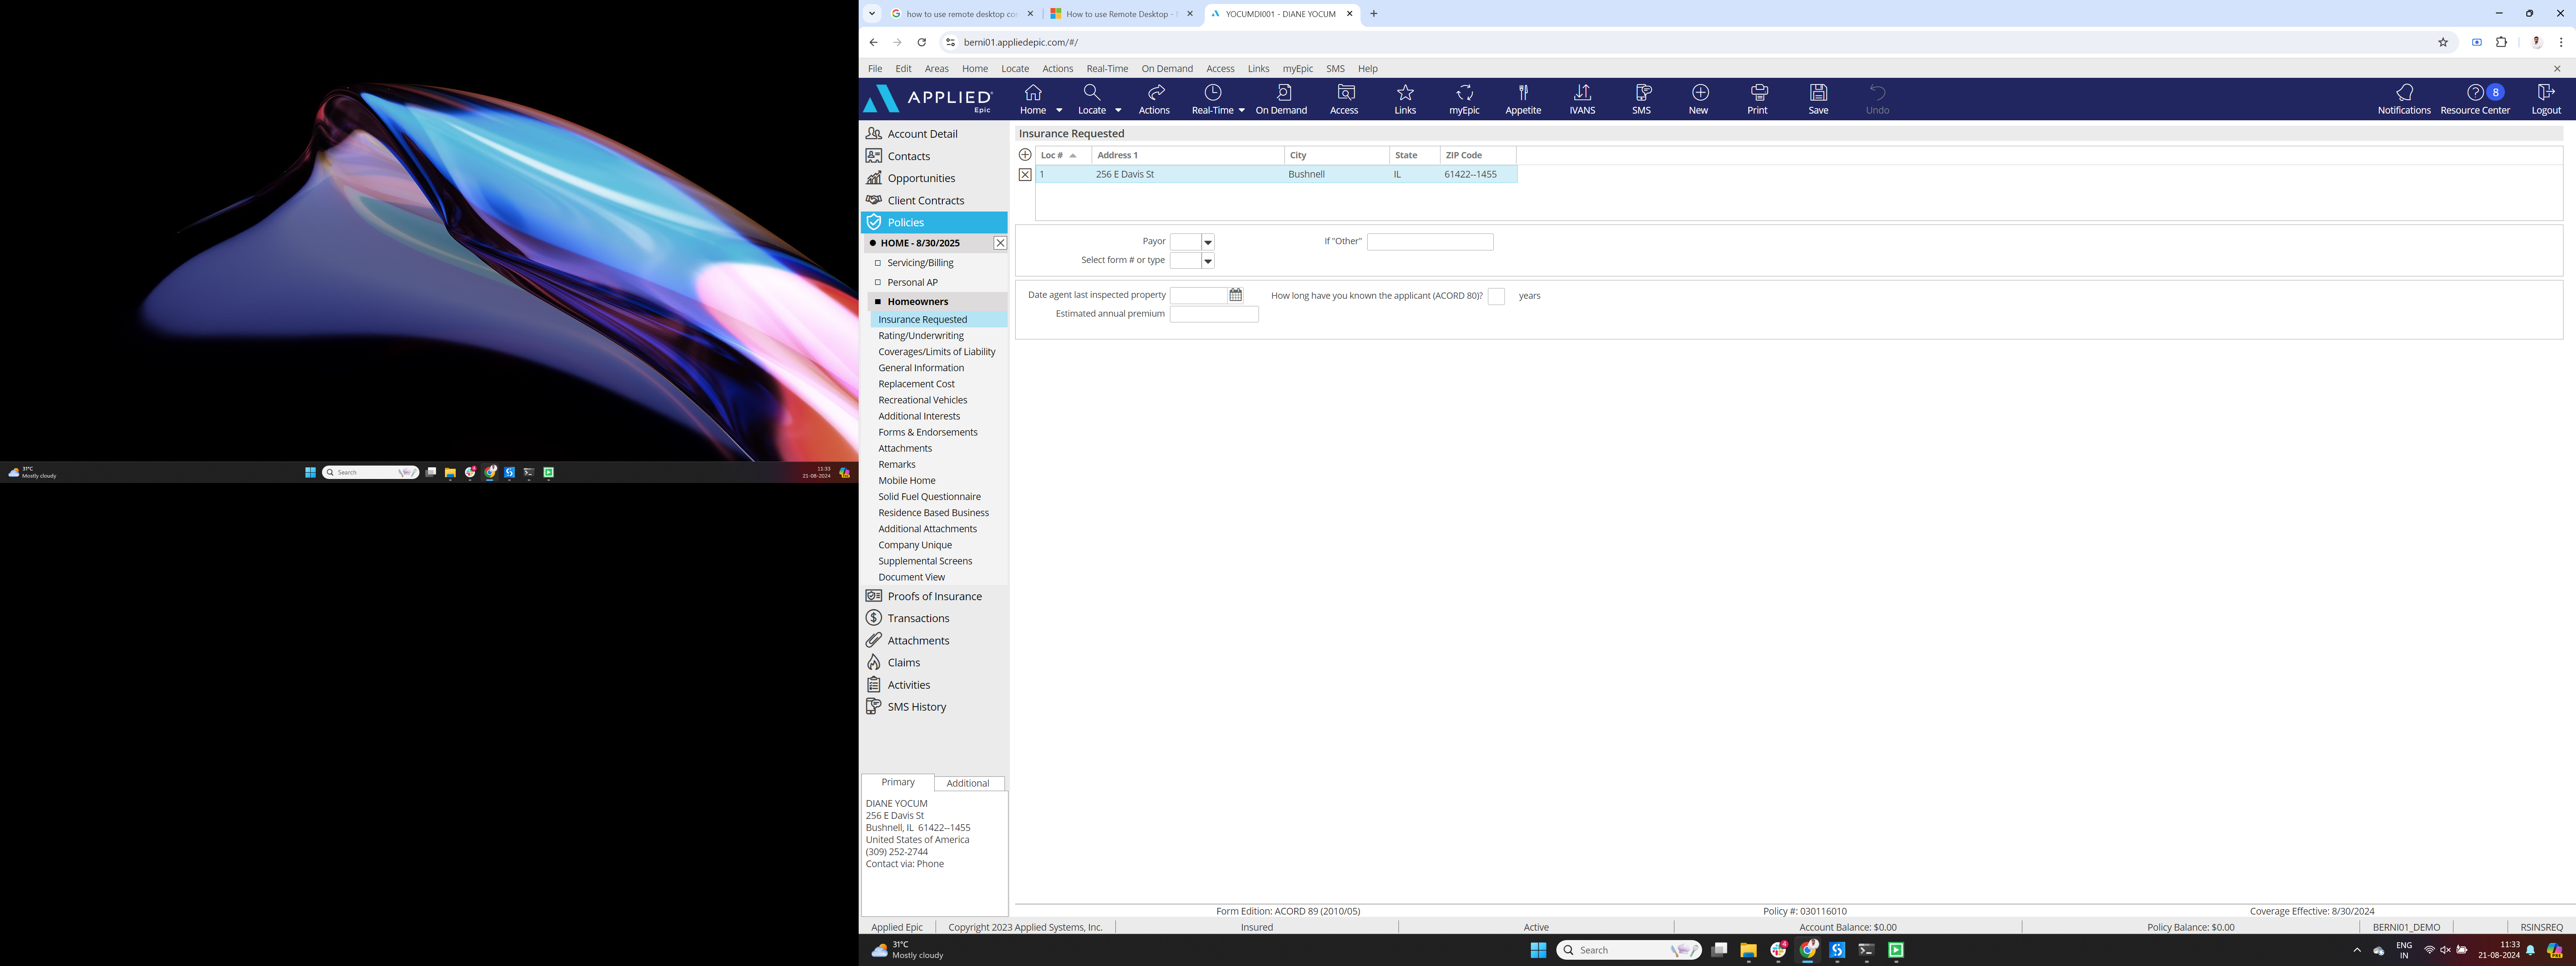 how to use remote desktop co
How to use Remote Desktop -
YOCUMDI001 - DIANE YOCUM
berni01.appliedepic.com/#/
File Edit Areas Home Locate Actions Real-Time On Demand Access Links myEpic SMS Help
APPLIED Epic
Home Locate Actions Real-Time On Demand Access Links myEpic Appetite IVANS SMS New Print Save Undo Notifications Resource Center 8 Logout
Account Detail
Contacts
Opportunities
Client Contracts
Policies
HOME - 8/30/2025
Servicing/Billing
Personal AP
Homeowners
Insurance Requested
Rating/Underwriting
Coverages/Limits of Liability
General Information
Replacement Cost
Recreational Vehicles
Additional Interests
Forms & Endorsements
Attachments
Remarks
Mobile Home
Solid Fuel Questionnaire
Residence Based Business
Additional Attachments
Company Unique
Supplemental Screens
Document View
Proofs of Insurance
Transactions
Attachments
Claims
Activities
SMS History
Primary Additional
DIANE YOCUM
256 E Davis St
Bushnell, IL 61422--1455
United States of America
(309) 252-2744
Contact via: Phone
Insurance Requested
Loc # Address 1 City State ZIP Code
1 256 E Davis St Bushnell IL 61422--1455
Payor If "Other"
Select form # or type
Date agent last inspected property How long have you known the applicant (ACORD 80)? years
Estimated annual premium
Form Edition: ACORD 89 (2010/05) Policy #: 030116010 Coverage Effective: 8/30/2024
Applied Epic Copyright 2023 Applied Systems, Inc. Insured Active Account Balance: $0.00 Policy Balance: $0.00 BERNI01_DEMO RSINSREQ
31°C
Mostly cloudy
Search
4
ENG
IN
11:33
21-08-2024
31°C
Mostly cloudy
Search
11:33
21-08-2024